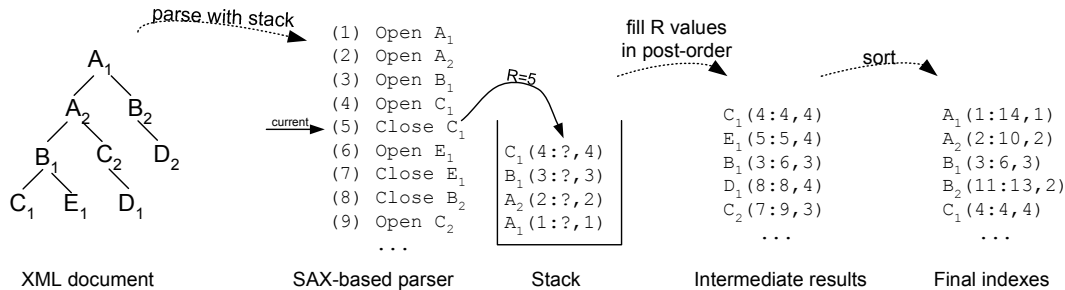 parse with stack
A₁
A₂ B₂
B₁ C₂ D₂
C₁ E₁ D₁
XML document
current
(1) Open A₁
(2) Open A₂
(3) Open B₁
(4) Open C₁
(5) Close C₁
(6) Open E₁
(7) Close E₁
(8) Close B₂
(9) Open C₂
...
SAX-based parser
R=5
C₁(4:?,4)
B₁(3:?,3)
A₂(2:?,2)
A₁(1:?,1)
Stack
fill R values
in post-order
C₁(4:4,4)
E₁(5:5,4)
B₁(3:6,3)
D₁(8:8,4)
C₂(7:9,3)
...
Intermediate results
sort
A₁(1:14,1)
A₂(2:10,2)
B₁(3:6,3)
B₂(11:13,2)
C₁(4:4,4)
...
Final indexes